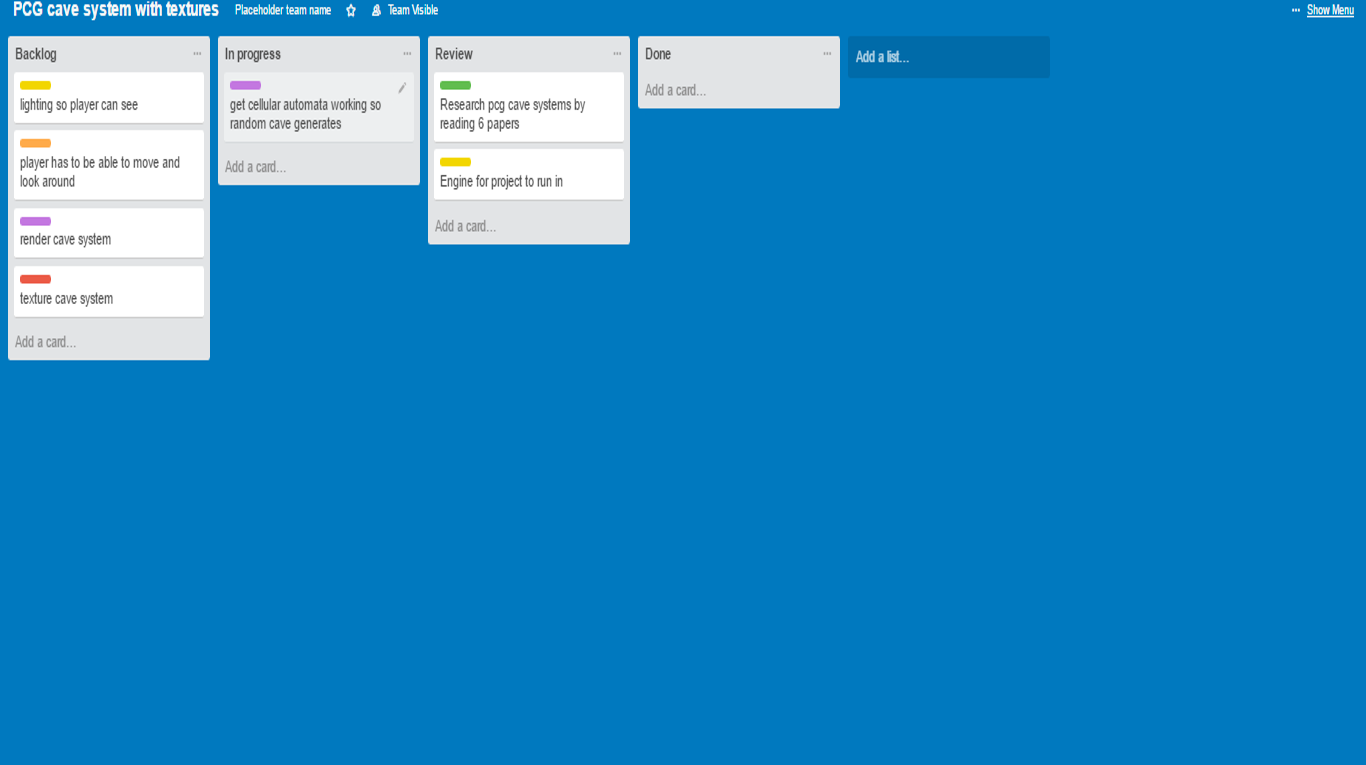 PCG cave system with textures
Placeholder team name
Team Visible
... Show Menu
Backlog ...
lighting so player can see
player has to be able to move and
look around
render cave system
texture cave system
Add a card...
In progress ...
get cellular automata working so
random cave generates
Add a card...
Review ...
Research pcg cave systems by
reading 6 papers
Engine for project to run in
Add a card...
Done ...
Add a card...
Add a list...